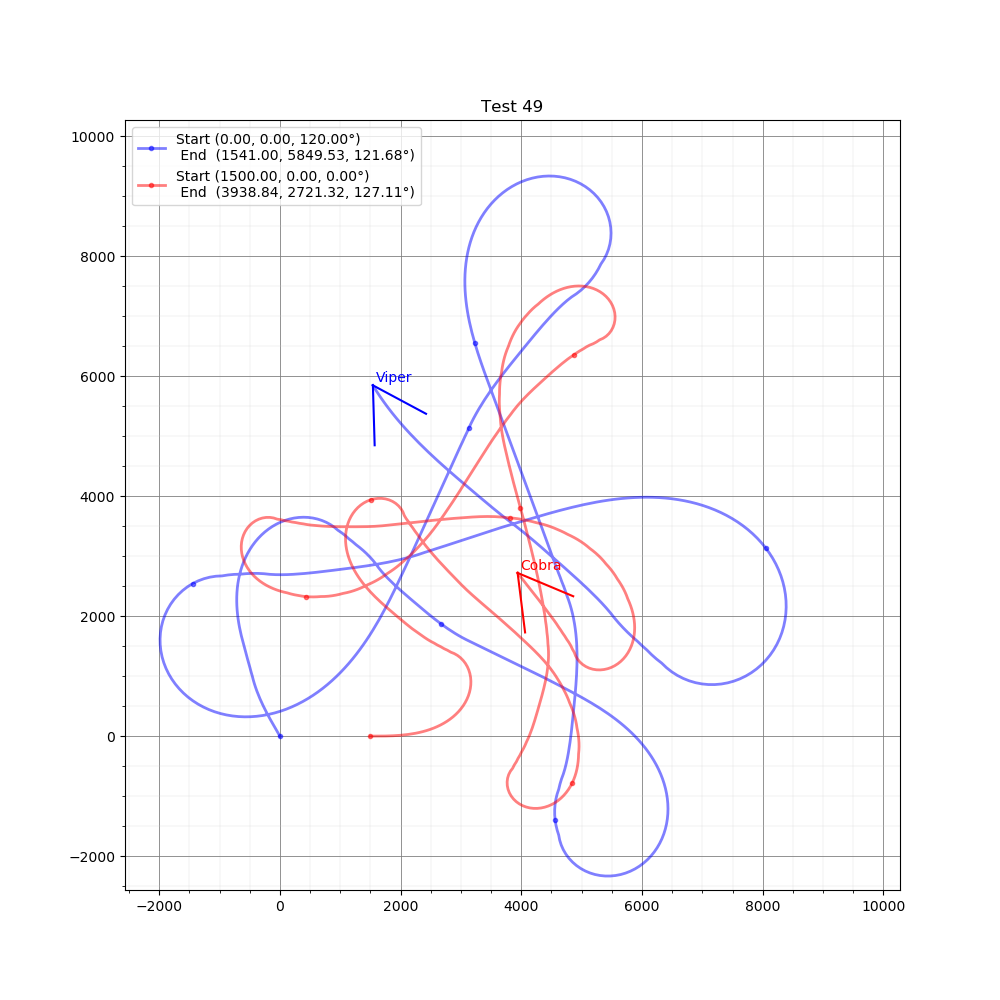 Test 49
Start (0.00, 0.00, 120.00°)
End (1541.00, 5849.53, 121.68°)
Start (1500.00, 0.00, 0.00°)
End (3938.84, 2721.32, 127.11°)
10000
8000
6000
4000
2000
0
−2000
Viper
Cobra
−2000 0 2000 4000 6000 8000 10000